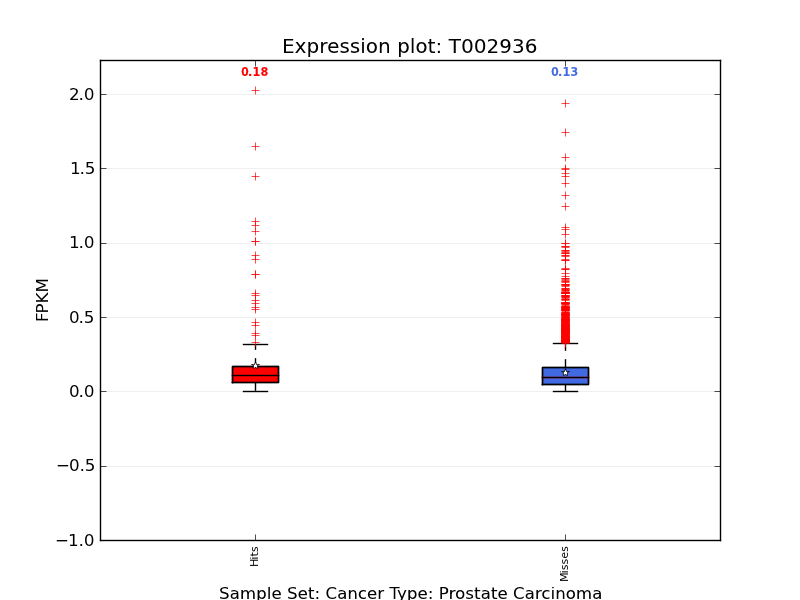 Expression plot: T002936
0.18
0.13
2.0
1.5
1.0
0.5
0.0
−0.5
−1.0
FPKM
Hits
Misses
Sample Set: Cancer Type: Prostate Carcinoma